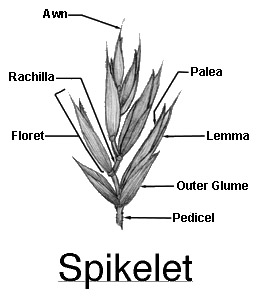 Awn
Rachilla
Palea
Floret
Lemma
Outer Glume
Pedicel
Spikelet